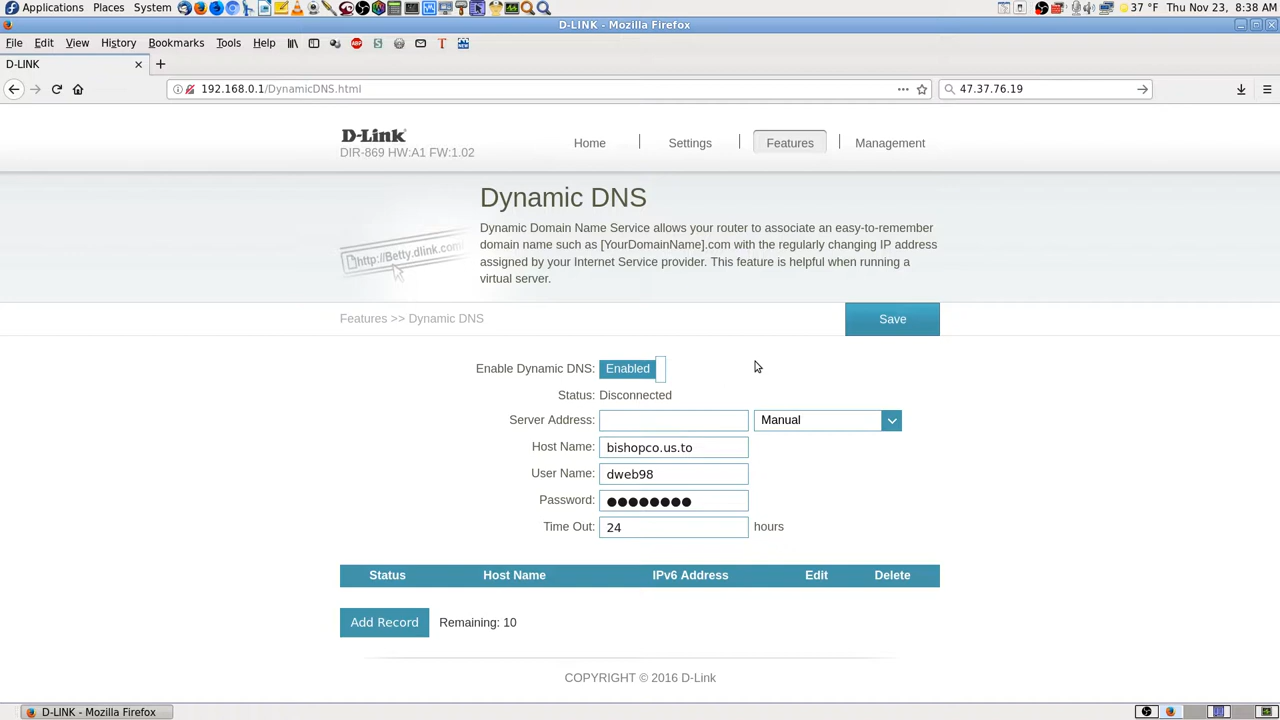 Applications Places System 37 °F Thu Nov 23, 8:38 AM
D-LINK - Mozilla Firefox
File Edit View History Bookmarks Tools Help
D-LINK
192.168.0.1/DynamicDNS.html 47.37.76.19
D-Link
DIR-869 HW:A1 FW:1.02
Home Settings Features Management
Dynamic DNS
Dynamic Domain Name Service allows your router to associate an easy-to-remember
domain name such as [YourDomainName].com with the regularly changing IP address
assigned by your Internet Service provider. This feature is helpful when running a
virtual server.
http://Betty.dlink.com/
Features >> Dynamic DNS Save
Enable Dynamic DNS: Enabled
Status: Disconnected
Server Address: Manual
Host Name: bishopco.us.to
User Name: dweb98
Password: ●●●●●●●●
Time Out: 24 hours
Status Host Name IPv6 Address Edit Delete
Add Record Remaining: 10
COPYRIGHT © 2016 D-Link
D-LINK - Mozilla Firefox